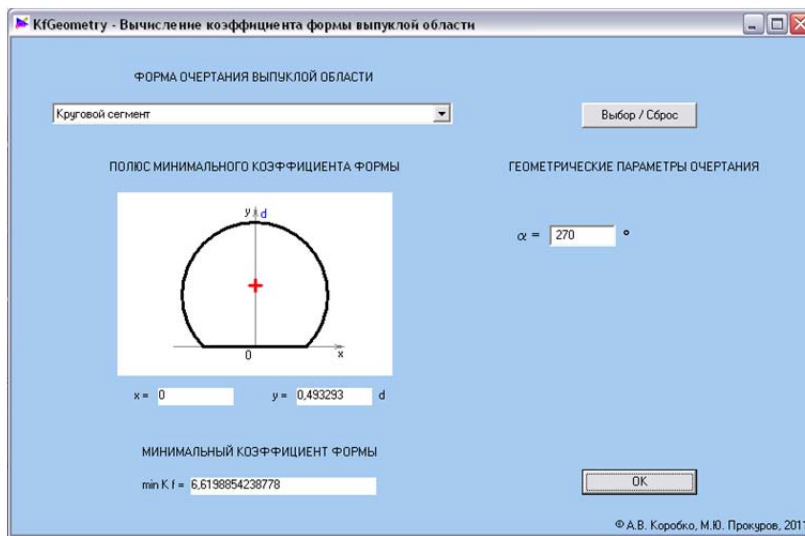 KfGeometry - Вычисление коэффициента формы выпуклой области
ФОРМА ОЧЕРТАНИЯ ВЫПУКЛОЙ ОБЛАСТИ
Круговой сегмент
Выбор / Сброс
ПОЛЮС МИНИМАЛЬНОГО КОЭФФИЦИЕНТА ФОРМЫ
ГЕОМЕТРИЧЕСКИЕ ПАРАМЕТРЫ ОЧЕРТАНИЯ
y d
α = 270 °
0 x
x = 0 y = 0,493293 d
МИНИМАЛЬНЫЙ КОЭФФИЦИЕНТ ФОРМЫ
min K f = 6,6198854238778
OK
© А.В. Коробко, М.Ю. Прокуров, 2011